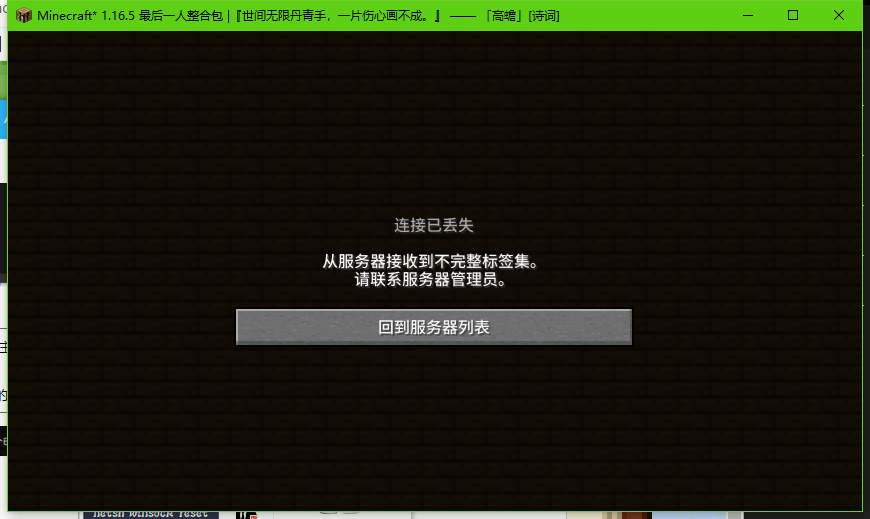 Minecraft* 1.16.5 最后一人整合包 | 『世间无限丹青手，一片伤心画不成。』 —— 「高蟾」[诗词]
连接已丢失
从服务器接收到不完整标签集。
请联系服务器管理员。
回到服务器列表
netsh winsock reset